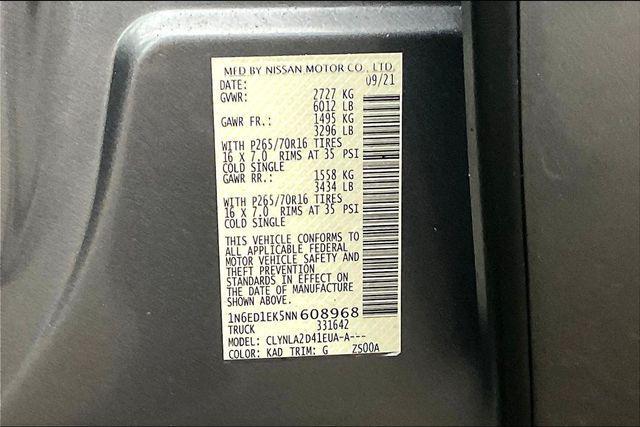 MFD BY NISSAN MOTOR CO., LTD.
DATE: 09/21
GVWR: 2727 KG
6012 LB
GAWR FR.: 1495 KG
3296 LB
WITH P265/70R16 TIRES
16 X 7.0 RIMS AT 35 PSI
COLD SINGLE
GAWR RR.: 1558 KG
3434 LB
WITH P265/70R16 TIRES
16 X 7.0 RIMS AT 35 PSI
COLD SINGLE
THIS VEHICLE CONFORMS TO
ALL APPLICABLE FEDERAL
MOTOR VEHICLE SAFETY AND
THEFT PREVENTION
STANDARDS IN EFFECT ON
THE DATE OF MANUFACTURE
SHOWN ABOVE.
1N6ED1EK5NN608968
TRUCK 331642
MODEL: CLYNLA2D41EUA-A---
COLOR: KAD TRIM: G ZS00A